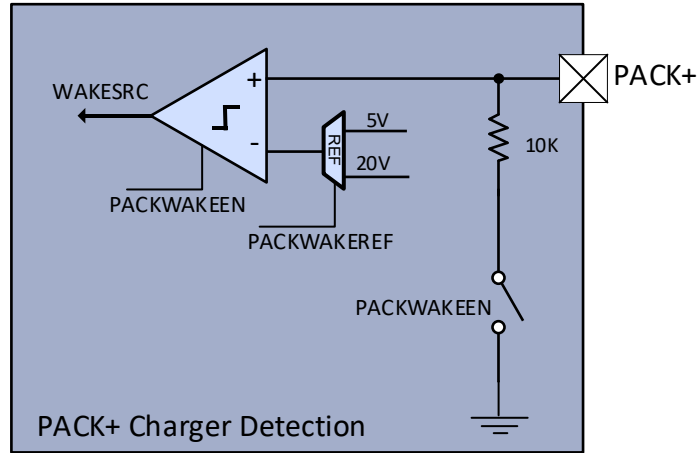 PACK+
WAKESRC
+
-
REF
5V
20V
10K
PACKWAKEEN
PACKWAKEREF
PACKWAKEEN
PACK+ Charger Detection